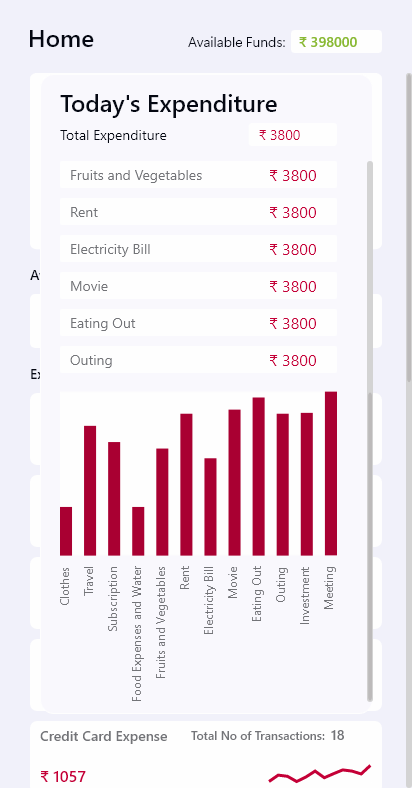 Home
Available Funds: ₹ 398000
Today's Expenditure
Total Expenditure ₹ 3800
Fruits and Vegetables ₹ 3800
Rent ₹ 3800
Electricity Bill ₹ 3800
Movie ₹ 3800
Eating Out ₹ 3800
Outing ₹ 3800
Clothes
Travel
Subscription
Food Expenses and Water
Fruits and Vegetables
Rent
Electricity Bill
Movie
Eating Out
Outing
Investment
Meeting
Credit Card Expense Total No of Transactions: 18
₹ 1057